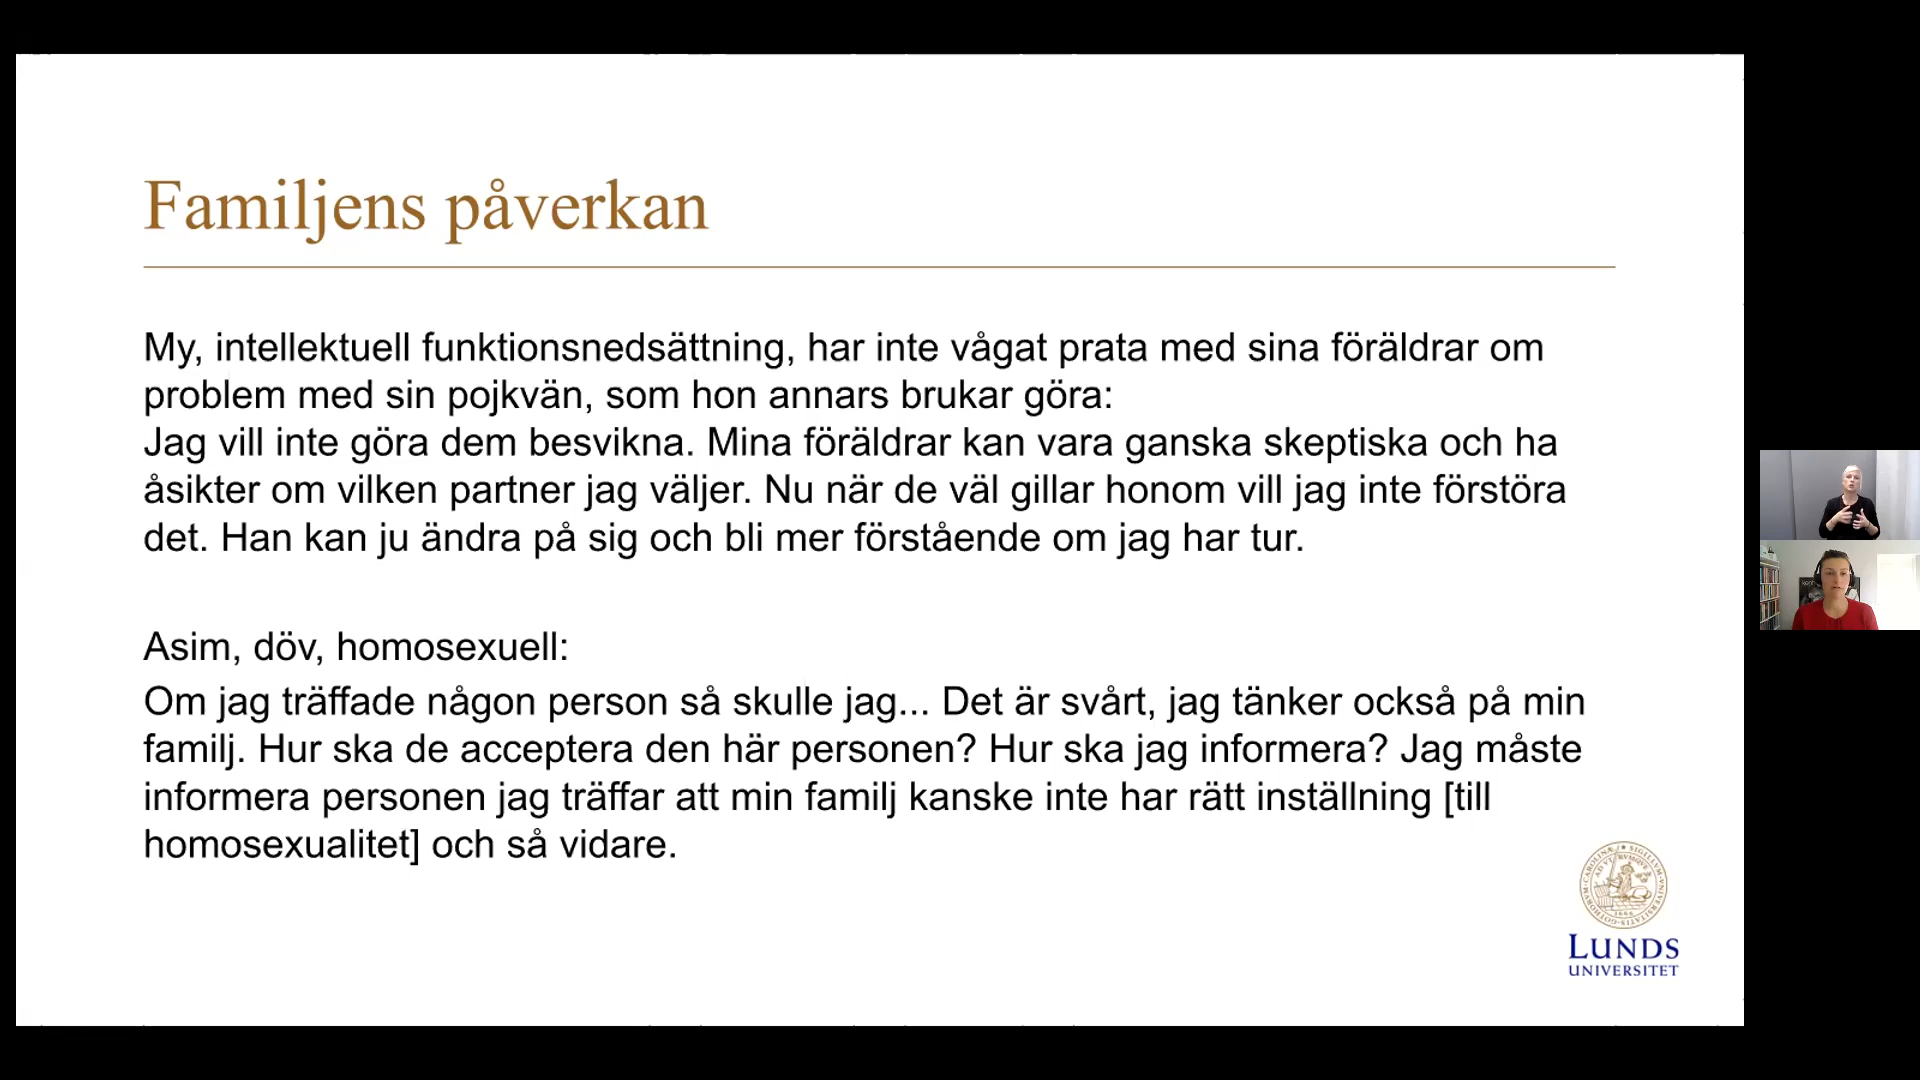 Familjens påverkan
My, intellektuell funktionsnedsättning, har inte vågat prata med sina föräldrar om
problem med sin pojkvän, som hon annars brukar göra:
Jag vill inte göra dem besvikna. Mina föräldrar kan vara ganska skeptiska och ha
åsikter om vilken partner jag väljer. Nu när de väl gillar honom vill jag inte förstöra
det. Han kan ju ändra på sig och bli mer förstående om jag har tur.
Asim, döv, homosexuell:
Om jag träffade någon person så skulle jag... Det är svårt, jag tänker också på min
familj. Hur ska de acceptera den här personen? Hur ska jag informera? Jag måste
informera personen jag träffar att min familj kanske inte har rätt inställning [till
homosexualitet] och så vidare.
LUNDS
UNIVERSITET